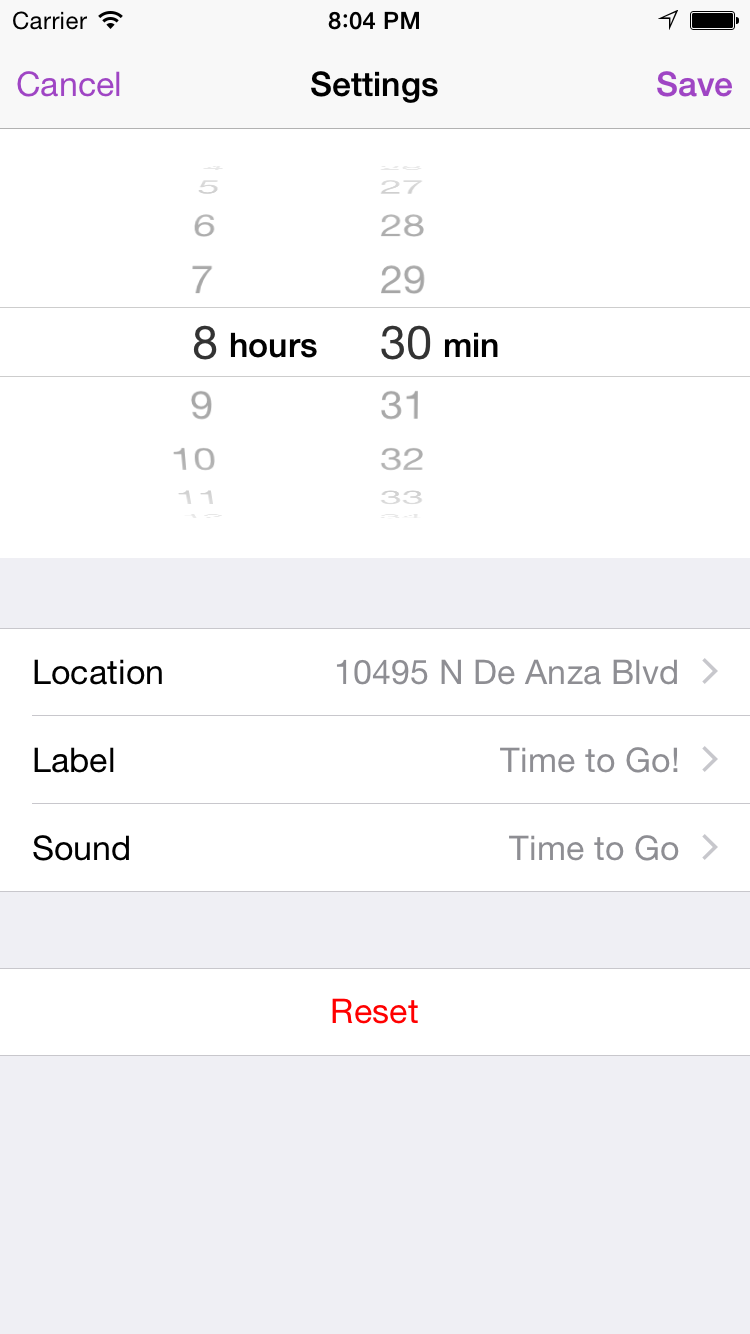 Carrier 8:04 PM
Cancel Settings Save
5 27
6 28
7 29
8 hours 30 min
9 31
10 32
11 33
Location 10495 N De Anza Blvd
Label Time to Go!
Sound Time to Go
Reset